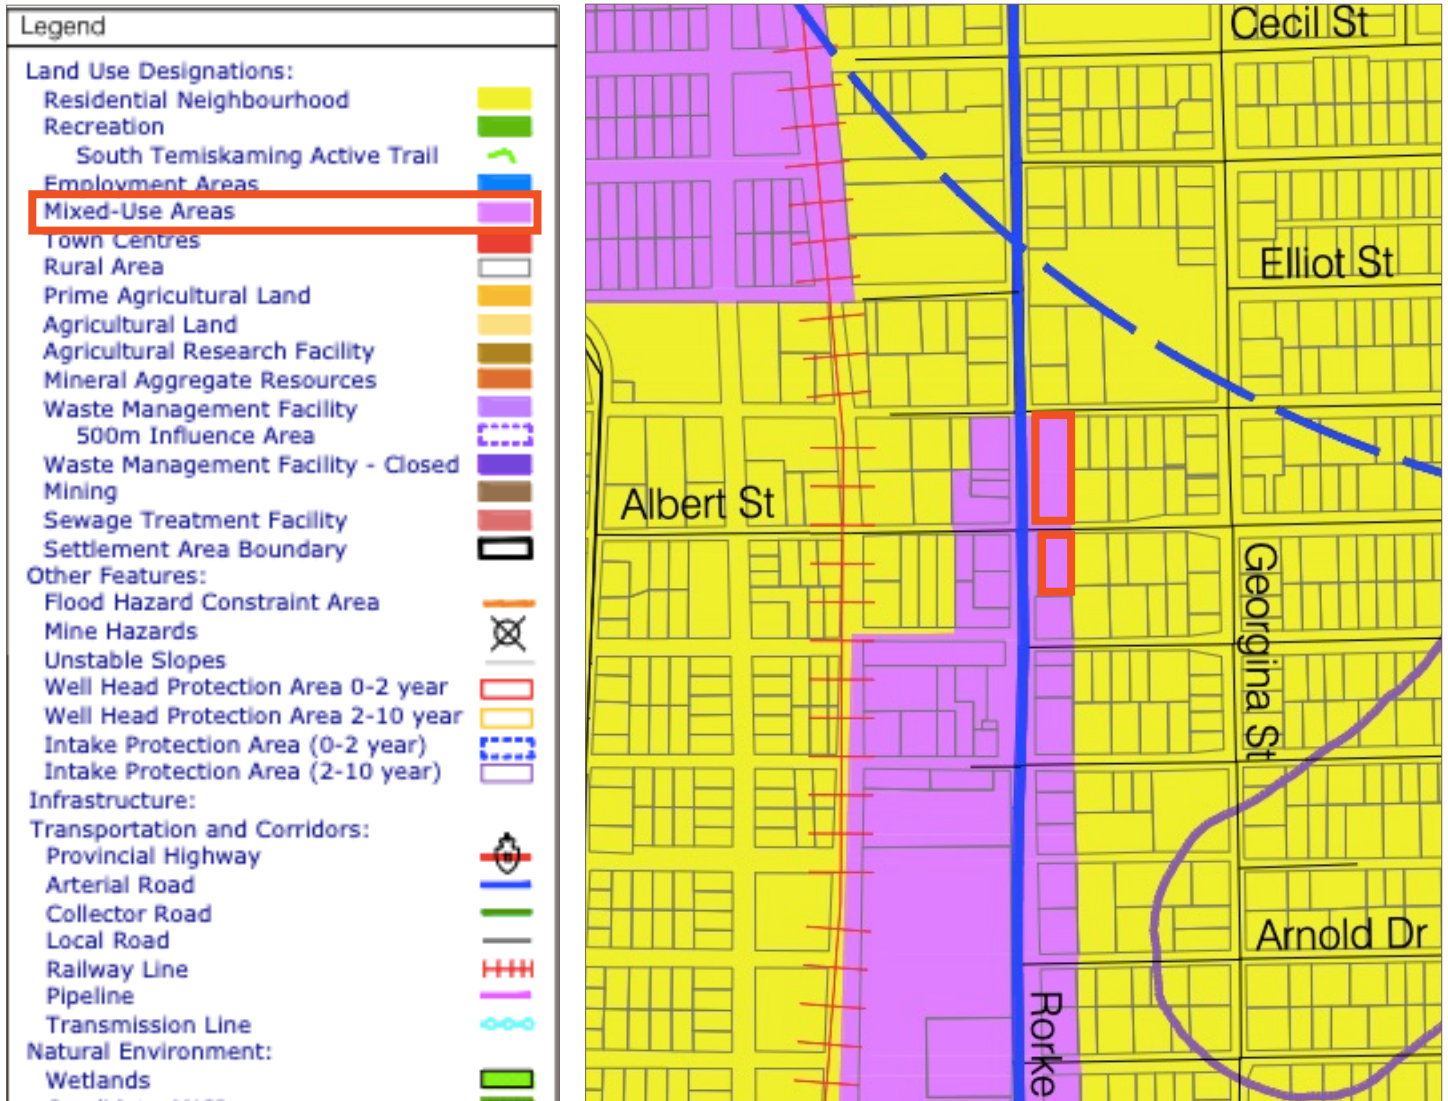 Legend
Land Use Designations:
Residential Neighbourhood
Recreation
South Temiskaming Active Trail
Employment Areas
Mixed-Use Areas
Town Centres
Rural Area
Prime Agricultural Land
Agricultural Land
Agricultural Research Facility
Mineral Aggregate Resources
Waste Management Facility
500m Influence Area
Waste Management Facility - Closed
Mining
Sewage Treatment Facility
Settlement Area Boundary
Other Features:
Flood Hazard Constraint Area
Mine Hazards
Unstable Slopes
Well Head Protection Area 0-2 year
Well Head Protection Area 2-10 year
Intake Protection Area (0-2 year)
Intake Protection Area (2-10 year)
Infrastructure:
Transportation and Corridors:
Provincial Highway
Arterial Road
Collector Road
Local Road
Railway Line
Pipeline
Transmission Line
Natural Environment:
Wetlands
Cecil St
Elliot St
Albert St
Georgina St
Arnold Dr
Rorke